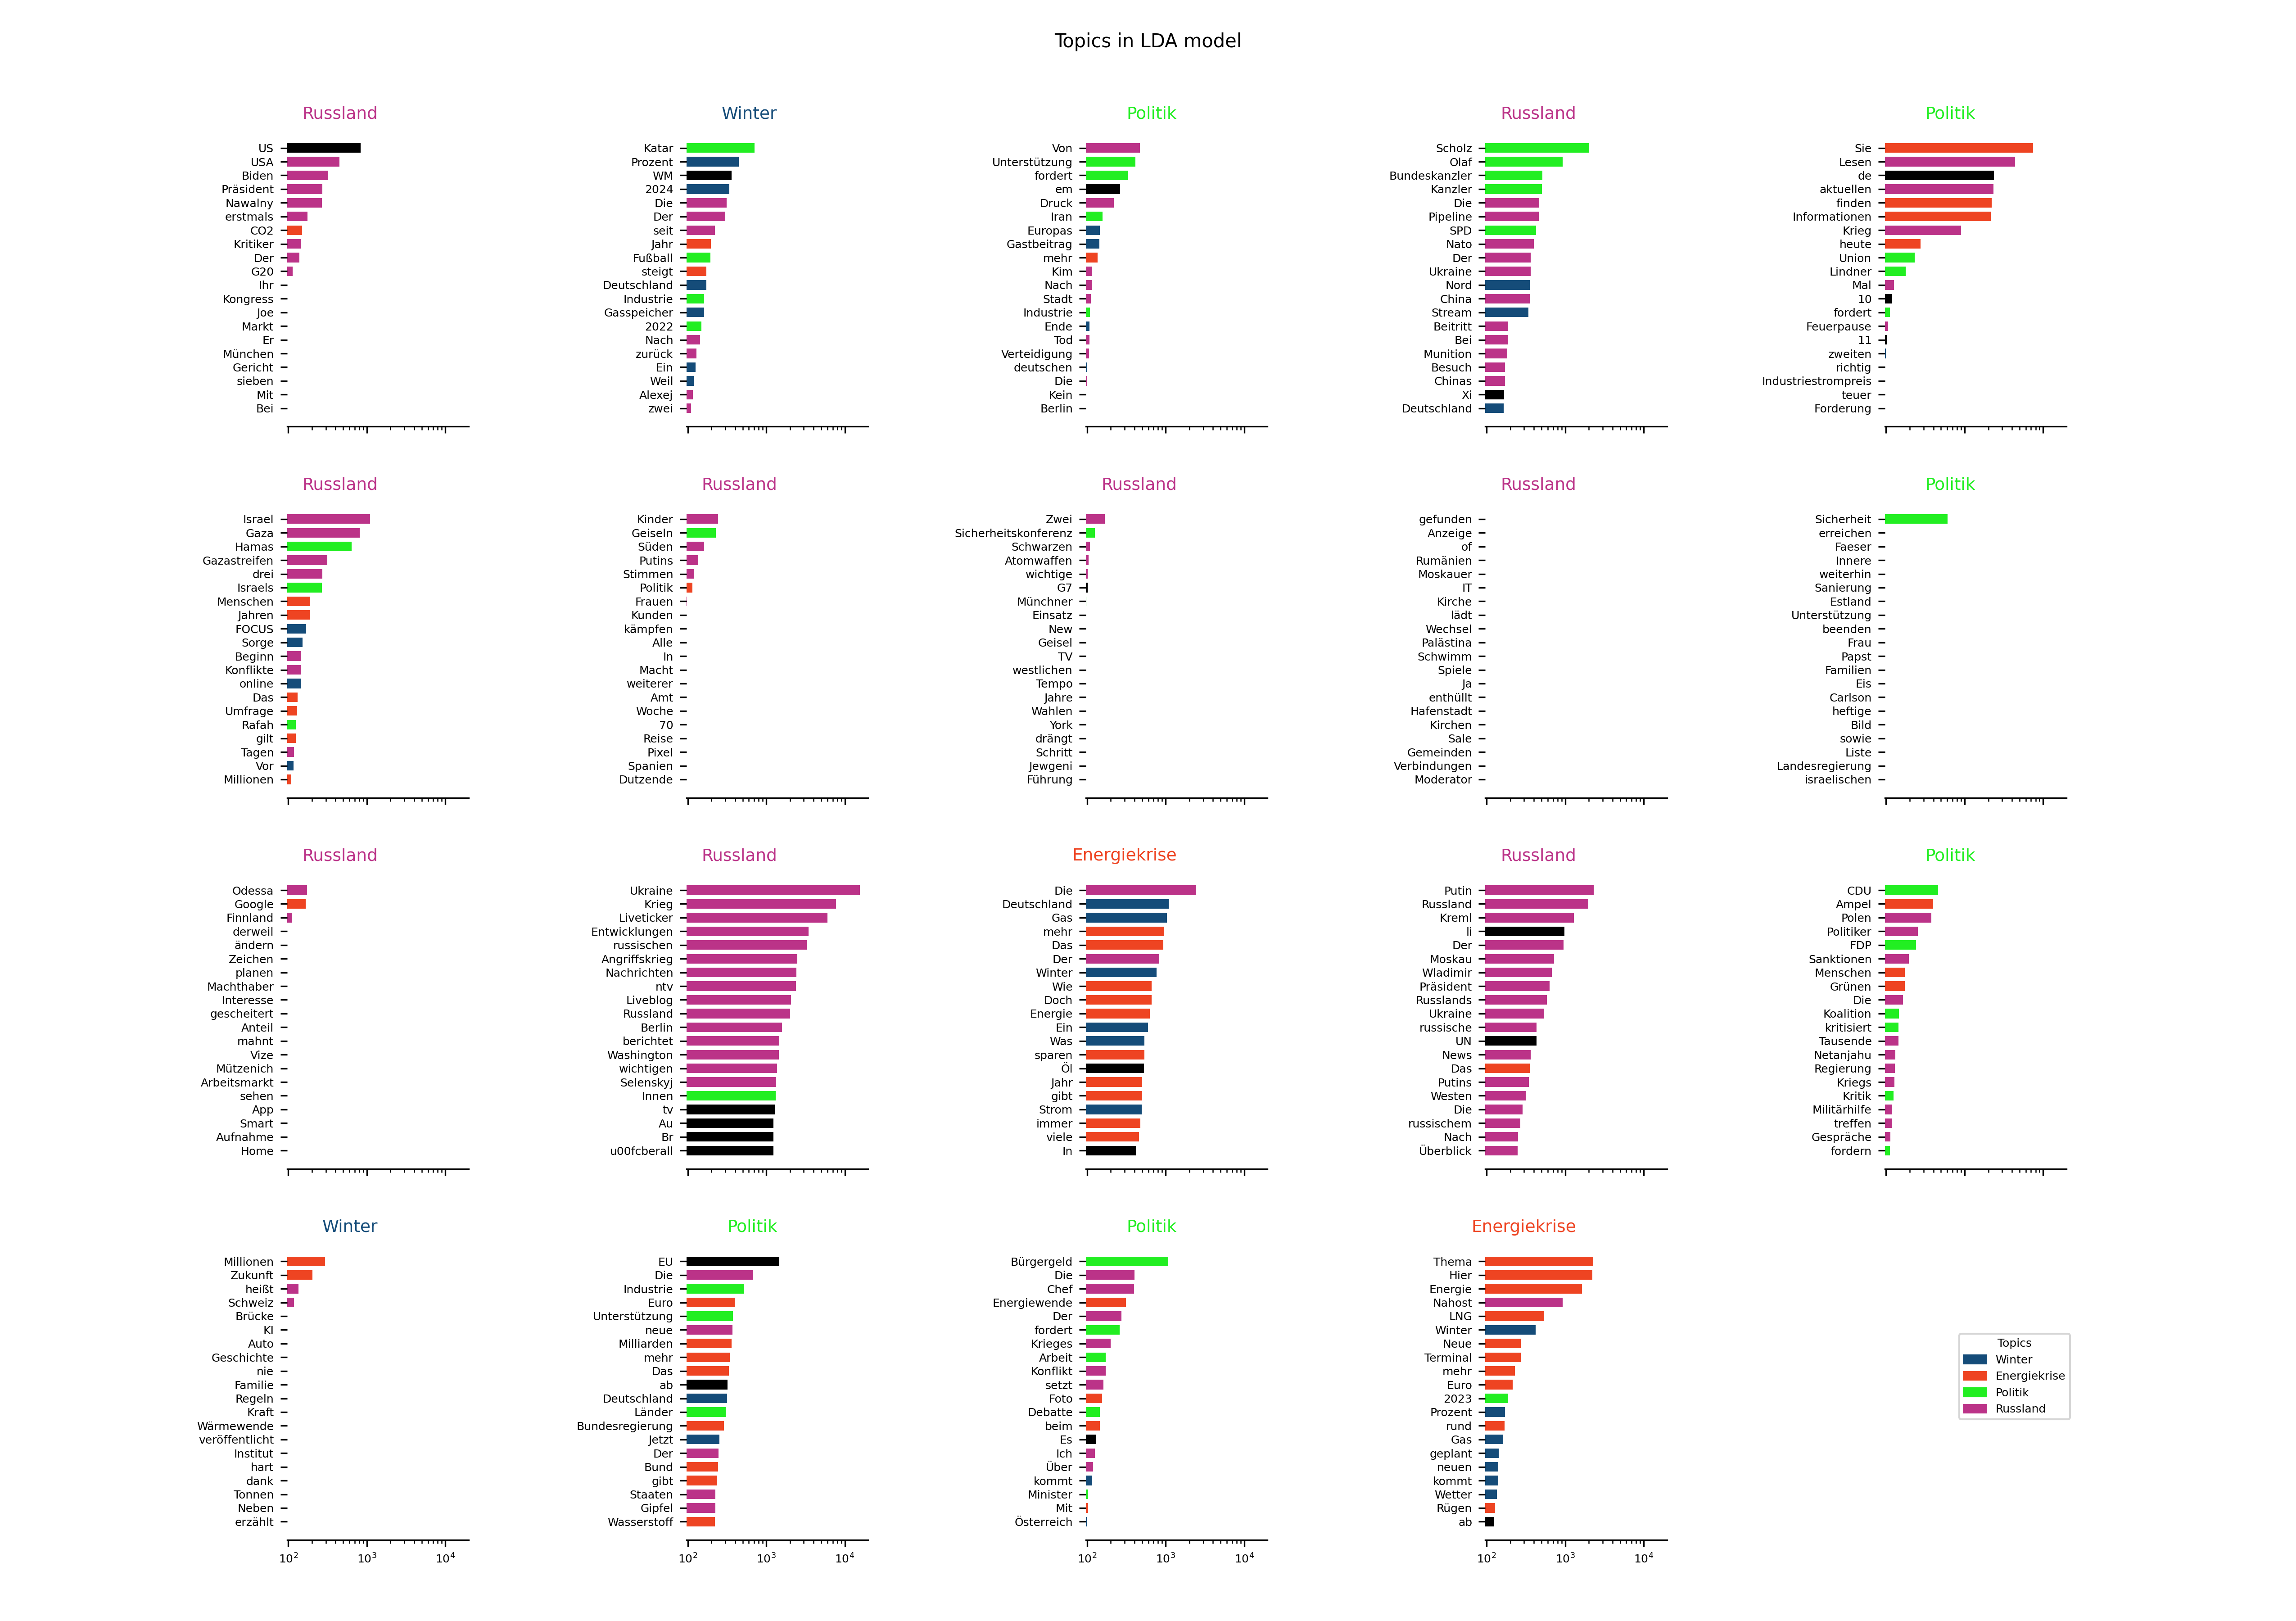 Topics in LDA model
Russland
US
USA
Biden
Präsident
Nawalny
erstmals
CO2
Kritiker
Der
G20
Ihr
Kongress
Joe
Markt
Er
München
Gericht
sieben
Mit
Bei
Winter
Katar
Prozent
WM
2024
Die
Der
seit
Jahr
Fußball
steigt
Deutschland
Industrie
Gasspeicher
2022
Nach
zurück
Ein
Weil
Alexej
zwei
Politik
Von
Unterstützung
fordert
em
Druck
Iran
Europas
Gastbeitrag
mehr
Kim
Nach
Stadt
Industrie
Ende
Tod
Verteidigung
deutschen
Die
Kein
Berlin
Russland
Scholz
Olaf
Bundeskanzler
Kanzler
Die
Pipeline
SPD
Nato
Der
Ukraine
Nord
China
Stream
Beitritt
Bei
Munition
Besuch
Chinas
Xi
Deutschland
Politik
Sie
Lesen
de
aktuellen
finden
Informationen
Krieg
heute
Union
Lindner
Mal
10
fordert
Feuerpause
11
zweiten
richtig
Industriestrompreis
teuer
Forderung
Russland
Israel
Gaza
Hamas
Gazastreifen
drei
Israels
Menschen
Jahren
FOCUS
Sorge
Beginn
Konflikte
online
Das
Umfrage
Rafah
gilt
Tagen
Vor
Millionen
Russland
Kinder
Geiseln
Süden
Putins
Stimmen
Politik
Frauen
Kunden
kämpfen
Alle
In
Macht
weiterer
Amt
Woche
70
Reise
Pixel
Spanien
Dutzende
Russland
Zwei
Sicherheitskonferenz
Schwarzen
Atomwaffen
wichtige
G7
Münchner
Einsatz
New
Geisel
TV
westlichen
Tempo
Jahre
Wahlen
York
drängt
Schritt
Jewgeni
Führung
Russland
gefunden
Anzeige
of
Rumänien
Moskauer
IT
Kirche
lädt
Wechsel
Palästina
Schwimm
Spiele
Ja
enthüllt
Hafenstadt
Kirchen
Sale
Gemeinden
Verbindungen
Moderator
Politik
Sicherheit
erreichen
Faeser
Innere
weiterhin
Sanierung
Estland
Unterstützung
beenden
Frau
Papst
Familien
Eis
Carlson
heftige
Bild
sowie
Liste
Landesregierung
israelischen
Russland
Odessa
Google
Finnland
derweil
ändern
Zeichen
planen
Machthaber
Interesse
gescheitert
Anteil
mahnt
Vize
Mützenich
Arbeitsmarkt
sehen
App
Smart
Aufnahme
Home
Russland
Ukraine
Krieg
Liveticker
Entwicklungen
russischen
Angriffskrieg
Nachrichten
ntv
Liveblog
Russland
Berlin
berichtet
Washington
wichtigen
Selenskyj
Innen
tv
Au
Br
u00fcberall
Energiekrise
Die
Deutschland
Gas
mehr
Das
Der
Winter
Wie
Doch
Energie
Ein
Was
sparen
Öl
Jahr
gibt
Strom
immer
viele
In
Russland
Putin
Russland
Kreml
li
Der
Moskau
Wladimir
Präsident
Russlands
Ukraine
russische
UN
News
Das
Putins
Westen
Die
russischem
Nach
Überblick
Politik
CDU
Ampel
Polen
Politiker
FDP
Sanktionen
Menschen
Grünen
Die
Koalition
kritisiert
Tausende
Netanjahu
Regierung
Kriegs
Kritik
Militärhilfe
treffen
Gespräche
fordern
Winter
Millionen
Zukunft
heißt
Schweiz
Brücke
KI
Auto
Geschichte
nie
Familie
Regeln
Kraft
Wärmewende
veröffentlicht
Institut
hart
dank
Tonnen
Neben
erzählt
10² 10³ 10⁴
Politik
EU
Die
Industrie
Euro
Unterstützung
neue
Milliarden
mehr
Das
ab
Deutschland
Länder
Bundesregierung
Jetzt
Der
Bund
gibt
Staaten
Gipfel
Wasserstoff
10² 10³ 10⁴
Politik
Bürgergeld
Die
Chef
Energiewende
Der
fordert
Krieges
Arbeit
Konflikt
setzt
Foto
Debatte
beim
Es
Ich
Über
kommt
Minister
Mit
Österreich
10² 10³ 10⁴
Energiekrise
Thema
Hier
Energie
Nahost
LNG
Winter
Neue
Terminal
mehr
Euro
2023
Prozent
rund
Gas
geplant
neuen
kommt
Wetter
Rügen
ab
10² 10³ 10⁴
Topics
Winter
Energiekrise
Politik
Russland